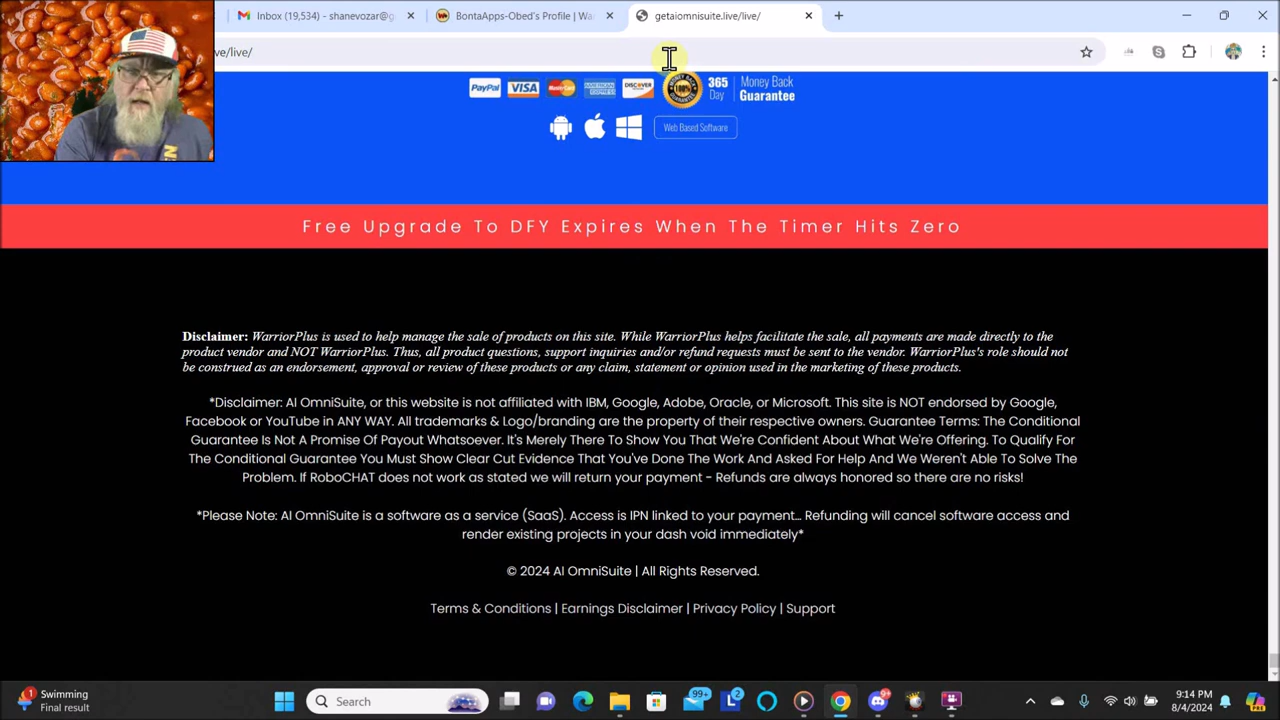 Inbox (19,534) - shanevozar@g
BontaApps-Obed's Profile | Wa
getaiomnisuite.live/live/
ve/live/
PayPal VISA MasterCard AMERICAN EXPRESS DISCOVER 100% 365 Day Money Back Guarantee
Web Based Software
Free Upgrade To DFY Expires When The Timer Hits Zero
Disclaimer: WarriorPlus is used to help manage the sale of products on this site. While WarriorPlus helps facilitate the sale, all payments are made directly to the
product vendor and NOT WarriorPlus. Thus, all product questions, support inquiries and/or refund requests must be sent to the vendor. WarriorPlus's role should not
be construed as an endorsement, approval or review of these products or any claim, statement or opinion used in the marketing of these products.
*Disclaimer: AI OmniSuite, or this website is not affiliated with IBM, Google, Adobe, Oracle, or Microsoft. This site is NOT endorsed by Google,
Facebook or YouTube in ANY WAY. All trademarks & Logo/branding are the property of their respective owners. Guarantee Terms: The Conditional
Guarantee Is Not A Promise Of Payout Whatsoever. It's Merely There To Show You That We're Confident About What We're Offering. To Qualify For
The Conditional Guarantee You Must Show Clear Cut Evidence That You've Done The Work And Asked For Help And We Weren't Able To Solve The
Problem. If RoboCHAT does not work as stated we will return your payment - Refunds are always honored so there are no risks!
*Please Note: AI OmniSuite is a software as a service (SaaS). Access is IPN linked to your payment... Refunding will cancel software access and
render existing projects in your dash void immediately*
© 2024 AI OmniSuite | All Rights Reserved.
Terms & Conditions | Earnings Disclaimer | Privacy Policy | Support
1 Swimming
Final result
Search
99+
2
9:14 PM
8/4/2024